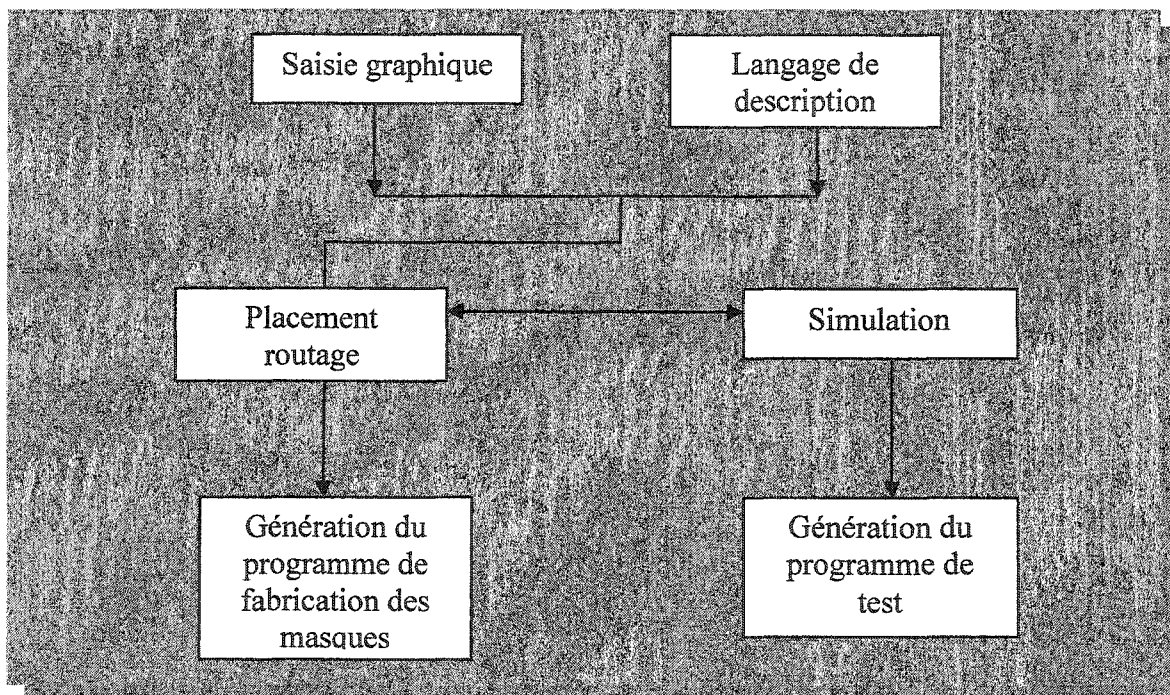 Saisie graphique
Langage de
description
Placement
routage
Simulation
Génération du
programme de
fabrication des
masques
Génération du
programme de
test